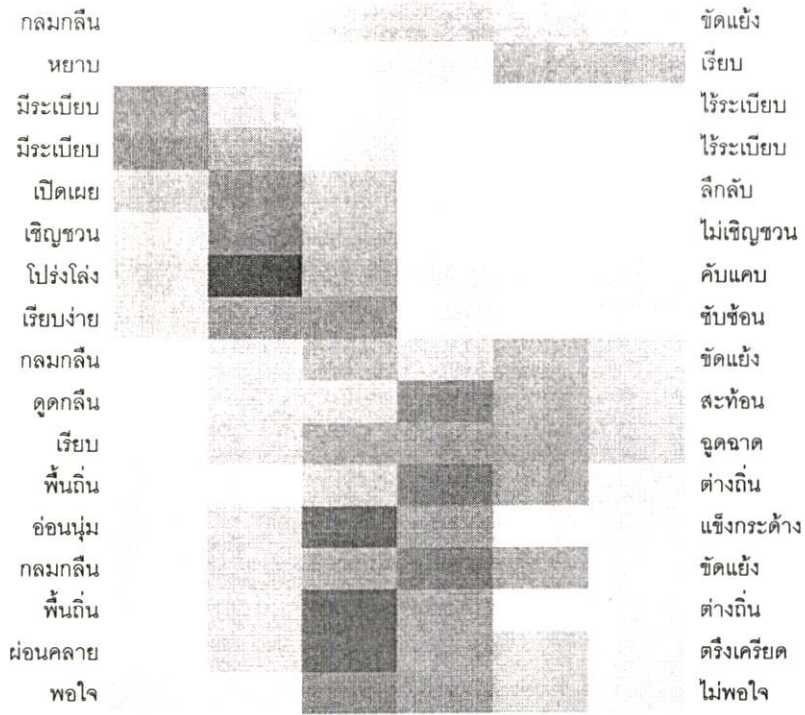 กลมกลืน ขัดแย้ง
หยาบ เรียบ
มีระเบียบ ไร้ระเบียบ
มีระเบียบ ไร้ระเบียบ
เปิดเผย ลึกลับ
เชิญชวน ไม่เชิญชวน
โปร่งโล่ง คับแคบ
เรียบง่าย ซับซ้อน
กลมกลืน ขัดแย้ง
ดูดกลืน สะท้อน
เรียบ ฉูดฉาด
พื้นถิ่น ต่างถิ่น
อ่อนนุ่ม แข็งกระด้าง
กลมกลืน ขัดแย้ง
พื้นถิ่น ต่างถิ่น
ผ่อนคลาย ตรึงเครียด
พอใจ ไม่พอใจ